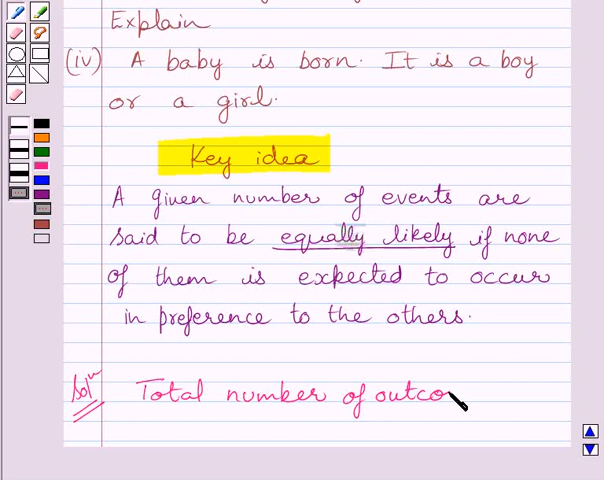 Explain
(iv) A baby is born. It is a boy
or a girl.
Key idea
A given number of events are
said to be equally likely if none
of them is expected to occur
in preference to the others.
Solⁿ Total number of outco